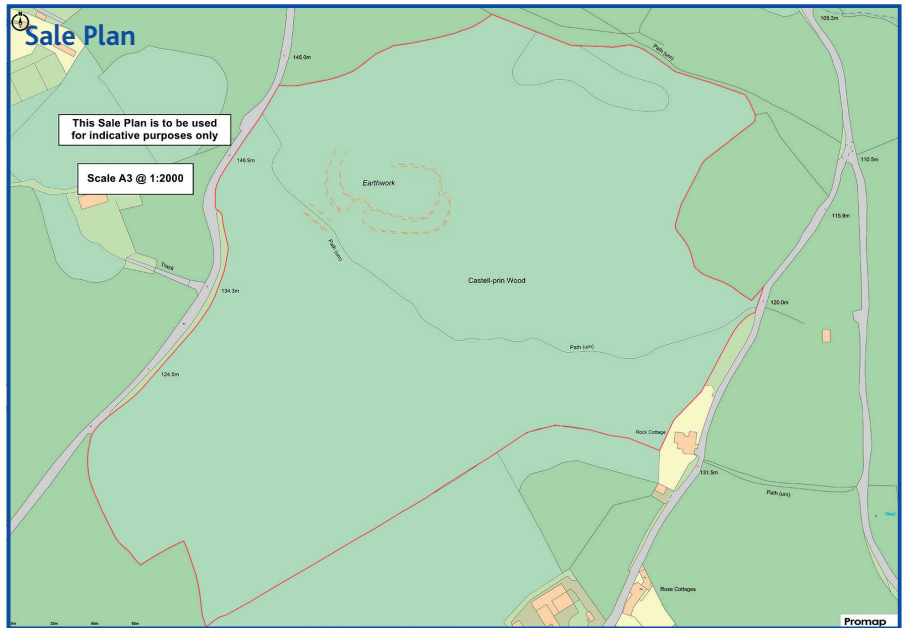 N
Sale Plan
This Sale Plan is to be used
for indicative purposes only
Scale A3 @ 1:2000
105.3m
Path (um)
145.0m
146.9m
Earthwork
110.5m
115.9m
Path (um)
Track
Castell-prin Wood
134.3m
120.0m
Path (um)
124.5m
Rock Cottage
131.5m
Path (um)
Well
Rose Cottages
Promap